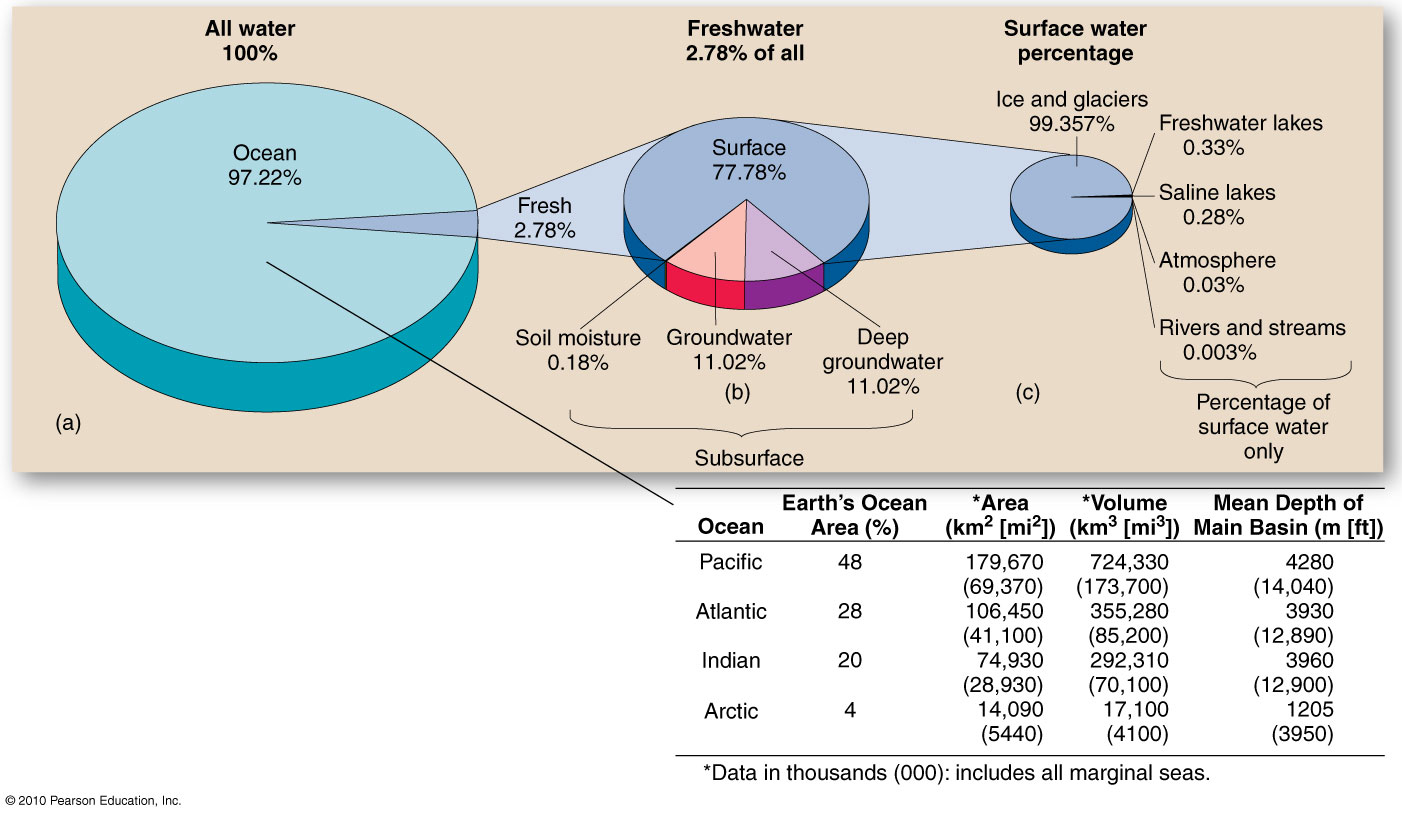 All water
100%
Freshwater
2.78% of all
Surface water
percentage
Ocean
97.22%
Fresh
2.78%
Surface
77.78%
Soil moisture
0.18%
Groundwater
11.02%
Deep
groundwater
11.02%
Subsurface
Ice and glaciers
99.357%
Freshwater lakes
0.33%
Saline lakes
0.28%
Atmosphere
0.03%
Rivers and streams
0.003%
Percentage of
surface water
only
(a)
(b)
(c)
Ocean Earth's Ocean Area (%) *Area (km² [mi²]) *Volume (km³ [mi³]) Mean Depth of Main Basin (m [ft])
Pacific 48 179,670 724,330 4280
(69,370) (173,700) (14,040)
Atlantic 28 106,450 355,280 3930
(41,100) (85,200) (12,890)
Indian 20 74,930 292,310 3960
(28,930) (70,100) (12,900)
Arctic 4 14,090 17,100 1205
(5440) (4100) (3950)
*Data in thousands (000): includes all marginal seas.
© 2010 Pearson Education, Inc.